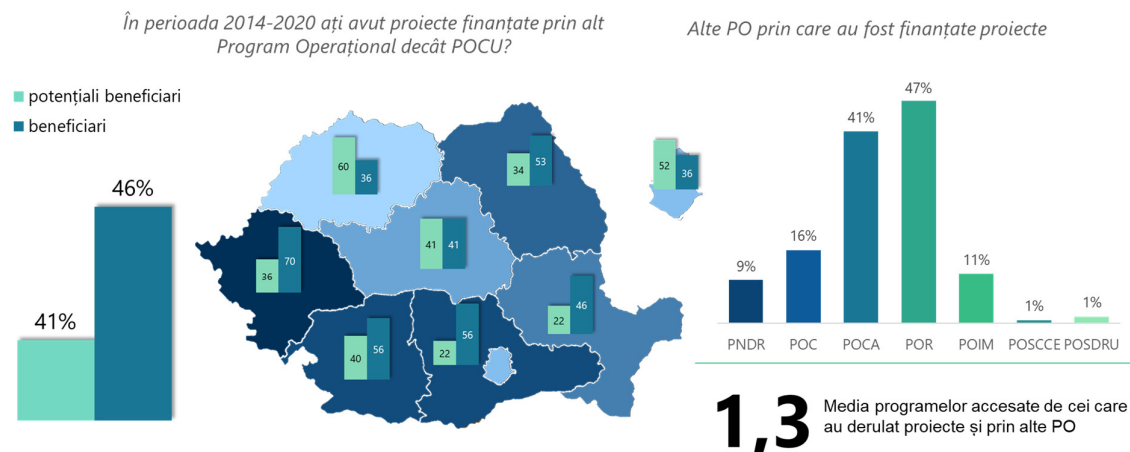 În perioada 2014-2020 ați avut proiecte finanțate prin alt
Program Operațional decât POCU?
potențiali beneficiari
beneficiari
41%
46%
60
36
34
53
52
36
36
70
41
41
22
46
40
56
22
56
Alte PO prin care au fost finanțate proiecte
9%
16%
41%
47%
11%
1%
1%
PNDR
POC
POCA
POR
POIM
POSCCE
POSDRU
1,3
Media programelor accesate de cei care
au derulat proiecte și prin alte PO